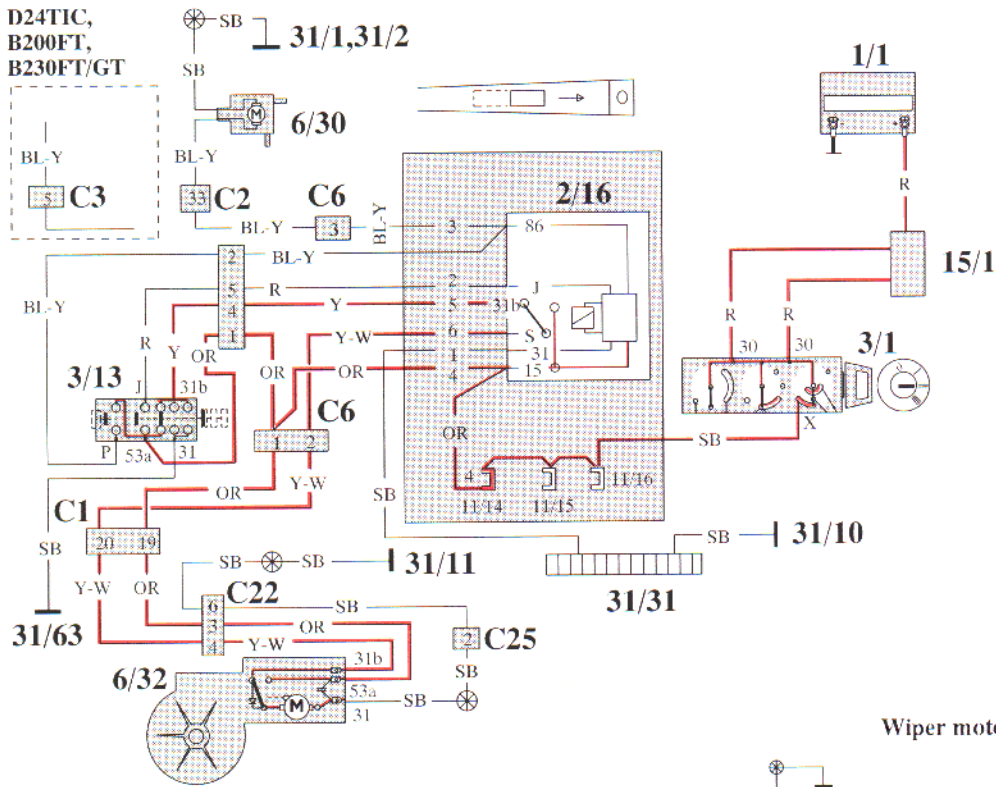 D24TIC,
B200FT,
B230FT/GT
SB
31/1,31/2
1/1
SB
M
6/30
- +
BL-Y
BL-Y
R
5
C3
33
C2
C6
BL-Y
2/16
BL-Y
3
3
86
15/1
2
BL-Y
BL-Y
5
R
2
J
4
Y
5
31b
R
R
R
Y
OR
1
Y-W
6
S
30
30
3/1
OR
OR
1
31
4
15
3/13
J
31b
C6
X
P
53a
31
1
2
OR
SB
OR
Y-W
4
11/14
11/15
11/16
C1
SB
20
19
SB
31/10
SB
SB
SB
31/11
Y-W
OR
C22
6
SB
31/31
31/63
3
OR
2
C25
4
Y-W
31b
SB
6/32
53a
M
SB
31
Wiper moto